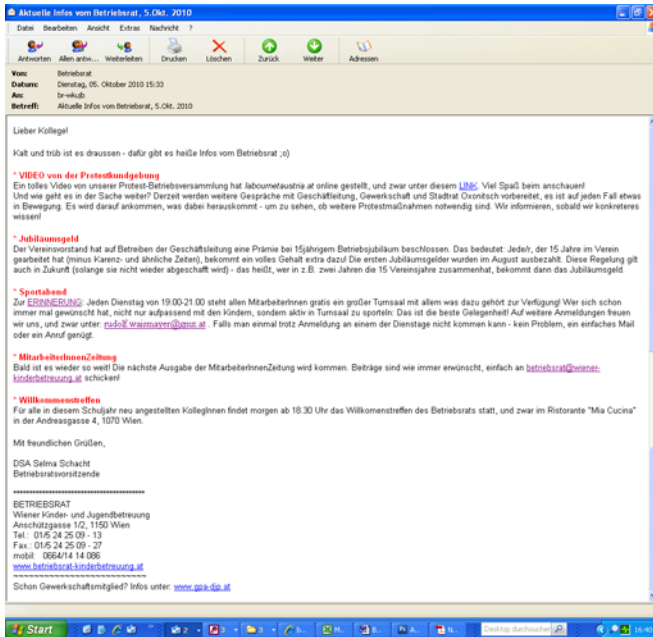 Aktuelle Infos vom Betriebsrat, 5.Okt. 2010
Datei Bearbeiten Ansicht Extras Nachricht ?
Antworten Allen antw... Weiterleiten Drucken Löschen Zurück Weiter Adressen
Von: Betriebsrat
Datum: Dienstag, 05. Oktober 2010 15:33
An: br-wkujb
Betreff: Aktuelle Infos vom Betriebsrat, 5.Okt. 2010
Lieber Kollege!
Kalt und trüb ist es draussen - dafür gibt es heiße Infos vom Betriebsrat ;o)
* VIDEO von der Protestkundgebung
Ein tolles Video von unserer Protest-Betriebsversammlung hat labournetaustria.at online gestellt, und zwar unter diesem LINK. Viel Spaß beim anschauen!
Und wie geht es in der Sache weiter? Derzeit werden weitere Gespräche mit Geschäftleitung, Gewerkschaft und Stadtrat Oxonitsch vorbereitet, es ist auf jeden Fall etwas
in Bewegung. Es wird darauf ankommen, was dabei herauskommt - um zu sehen, ob weitere Protestmaßnahmen notwendig sind. Wir informieren, sobald wir konkreteres
wissen!
* Jubiläumsgeld
Der Vereinsvorstand hat auf Betreiben der Geschäftsleitung eine Prämie bei 15jährigem Betriebsjubiläum beschlossen. Das bedeutet: Jede/r, der 15 Jahre im Verein
gearbeitet hat (minus Karenz- und ähnliche Zeiten), bekommt ein volles Gehalt extra dazu! Die ersten Jubiläumsgelder wurden im August ausbezahlt. Diese Regelung gilt
auch in Zukunft (solange sie nicht wieder abgeschafft wird) - das heißt, wer in z.B. zwei Jahren die 15 Vereinsjahre zusammenhat, bekommt dann das Jubiläumsgeld.
* Sportabend
Zur ERINNERUNG: Jeden Dienstag von 19.00-21.00 steht allen MitarbeiterInnen gratis ein großer Turnsaal mit allem was dazu gehört zur Verfügung! Wer sich schon
immer mal gewünscht hat, nicht nur aufpassend mit den Kindern, sondern aktiv in Turnsaal zu sporteln: Das ist die beste Gelegenheit! Auf weitere Anmeldungen freuen
wir uns, und zwar unter: rudolf.waismayer@gmx.at . Falls man einmal trotz Anmeldung an einem der Dienstage nicht kommen kann - kein Problem, ein einfaches Mail
oder ein Anruf genügt.
* MitarbeiterInnenZeitung
Bald ist es wieder so weit! Die nächste Ausgabe der MitarbeiterInnenZeitung wird kommen. Beiträge sind wie immer erwünscht, einfach an betriebsrat@wiener-
kinderbetreuung.at schicken!
* Willkommenstreffen
Für alle in diesem Schuljahr neu angestellten KollegInnen findet morgen ab 18.30 Uhr das Willkomenstreffen des Betriebsrats statt, und zwar im Ristorante "Mia Cucina"
in der Andreasgasse 4, 1070 Wien.
Mit freundlichen Grüßen,
DSA Selma Schacht
Betriebsratsvorsitzende
****************************************
BETRIEBSRAT
Wiener Kinder- und Jugendbetreuung
Anschützgasse 1/2, 1150 Wien
Tel.: 01/5 24 25 09 - 13
Fax.: 01/5 24 25 09 - 27
mobil: 0664/14 14 086
www.betriebsrat-kinderbetreuung.at
~~~~~~~~~~~~~~~~~~~~~~~~~~
Schon Gewerkschaftsmitglied? Infos unter: www.gpa-djp.at
Start 2 3 3 b... M... B... A... N... Desktop durchsuchen 16:40